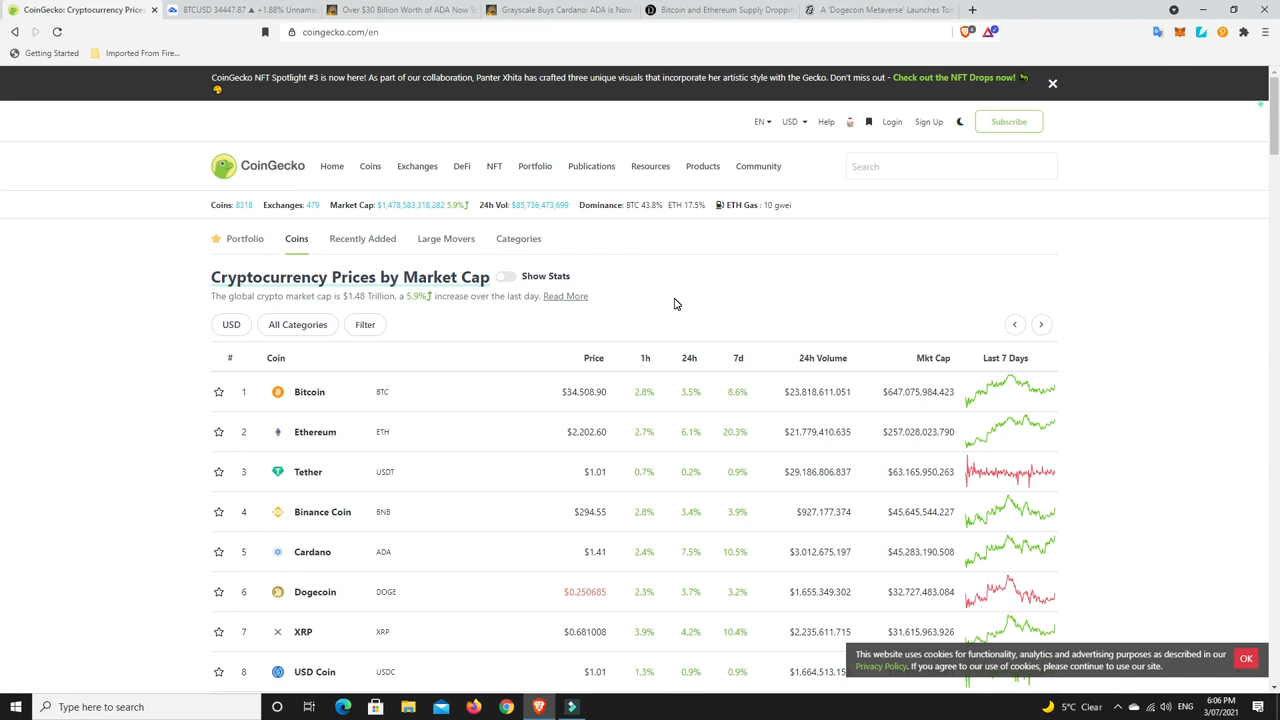 CoinGecko: Cryptocurrency Prices
BTCUSD 34447.87 ▲ +1.88% Unname
Over $30 Billion Worth of ADA Now S
Grayscale Buys Cardano: ADA is Now
Bitcoin and Ethereum Supply Droppin
A 'Dogecoin Metaverse' Launches To
coingecko.com/en
Getting Started
Imported From Fire...
CoinGecko NFT Spotlight #3 is now here! As part of our collaboration, Panter Xhita has crafted three unique visuals that incorporate her artistic style with the Gecko. Don't miss out - Check out the NFT Drops now!
EN USD Help Login Sign Up Subscribe
CoinGecko Home Coins Exchanges DeFi NFT Portfolio Publications Resources Products Community Search
Coins: 8318 Exchanges: 479 Market Cap: $1,478,583,318,282 5.9% 24h Vol: $85,736,473,699 Dominance: BTC 43.8% ETH 17.5% ETH Gas : 10 gwei
Portfolio Coins Recently Added Large Movers Categories
Cryptocurrency Prices by Market Cap Show Stats
The global crypto market cap is $1.48 Trillion, a 5.9% increase over the last day. Read More
USD All Categories Filter
# Coin Price 1h 24h 7d 24h Volume Mkt Cap Last 7 Days
1 Bitcoin BTC $34,508.90 2.8% 3.5% 8.6% $23,818,611,051 $647,075,984,423
2 Ethereum ETH $2,202.60 2.7% 6.1% 20.3% $21,779,410,635 $257,028,023,790
3 Tether USDT $1.01 0.7% 0.2% 0.9% $29,186,806,837 $63,165,950,263
4 Binance Coin BNB $294.55 2.8% 3.4% 3.9% $927,177,374 $45,645,544,227
5 Cardano ADA $1.41 2.4% 7.5% 10.5% $3,012,675,197 $45,283,190,508
6 Dogecoin DOGE $0.250685 2.3% 3.7% 3.2% $1,655,349,302 $32,727,483,084
7 XRP XRP $0.681008 3.9% 4.2% 10.4% $2,235,611,715 $31,615,963,926
8 USD Coin USDC $1.01 1.3% 0.9% 0.9% $1,664,513,15
This website uses cookies for functionality, analytics and advertising purposes as described in our
Privacy Policy. If you agree to our use of cookies, please continue to use our site.
OK
Type here to search
5°C Clear
ENG
6:06 PM
3/07/2021